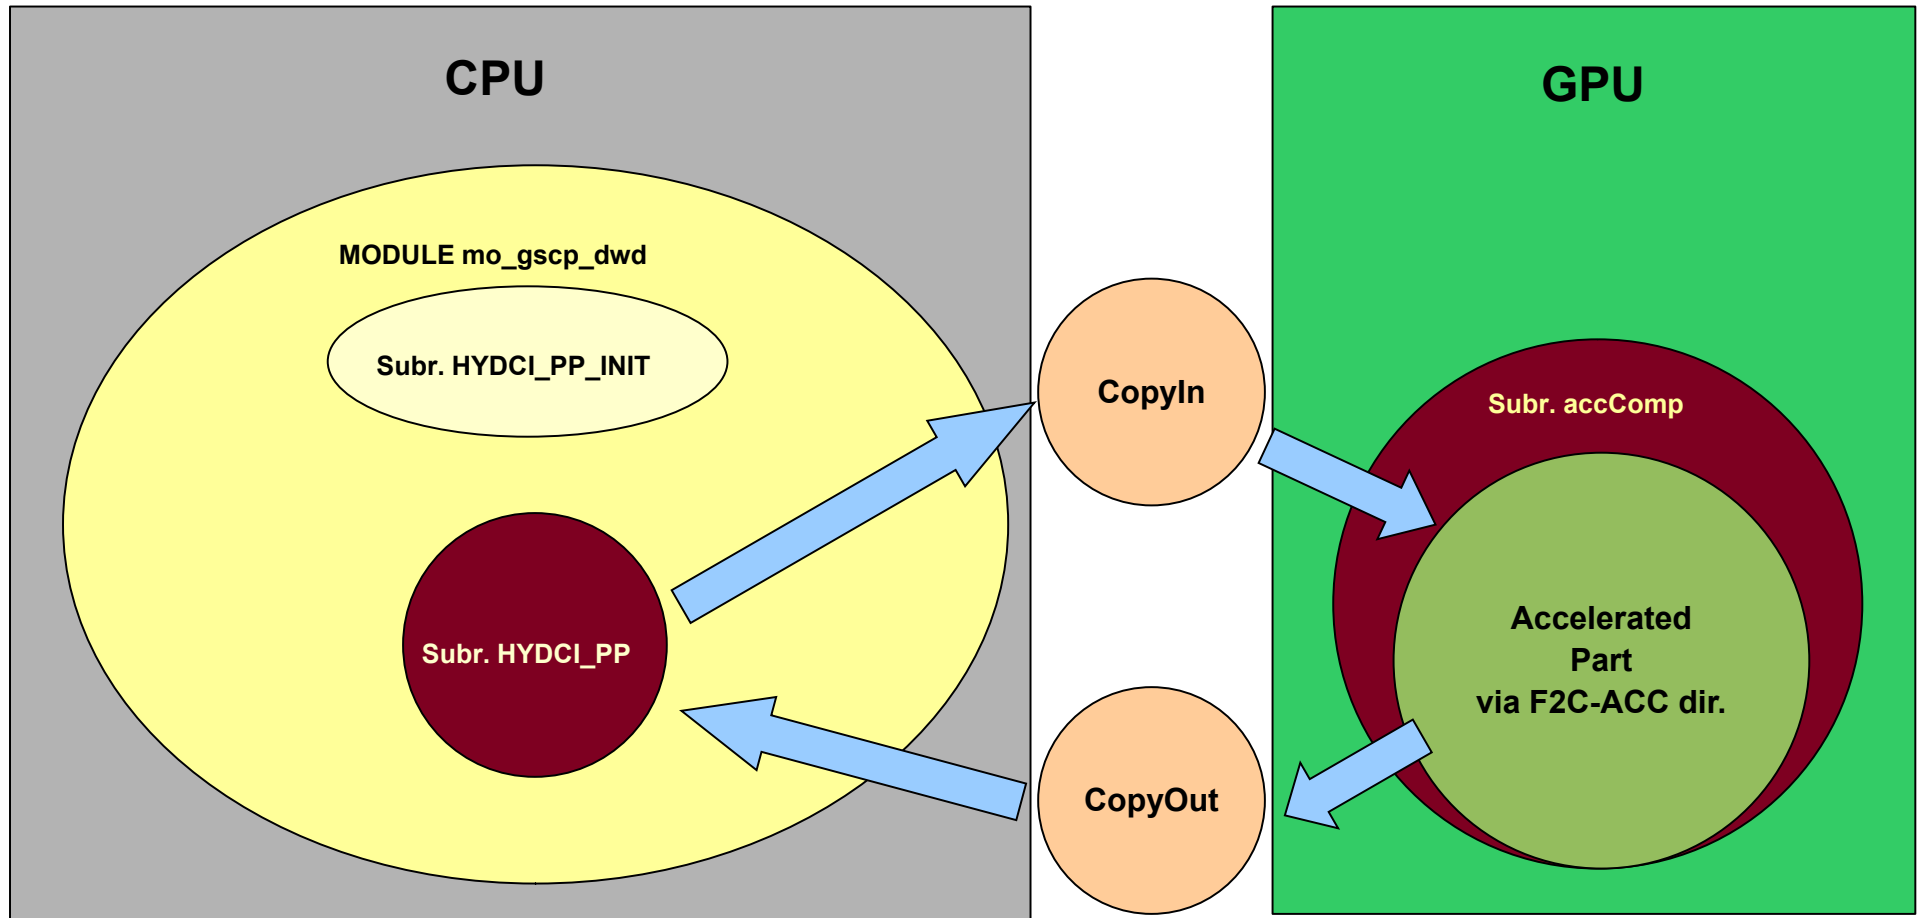 CPU
GPU
MODULE mo_gscp_dwd
Subr. HYDCI_PP_INIT
CopyIn
Subr. accComp
Subr. HYDCI_PP
Accelerated
Part
via F2C-ACC dir.
CopyOut